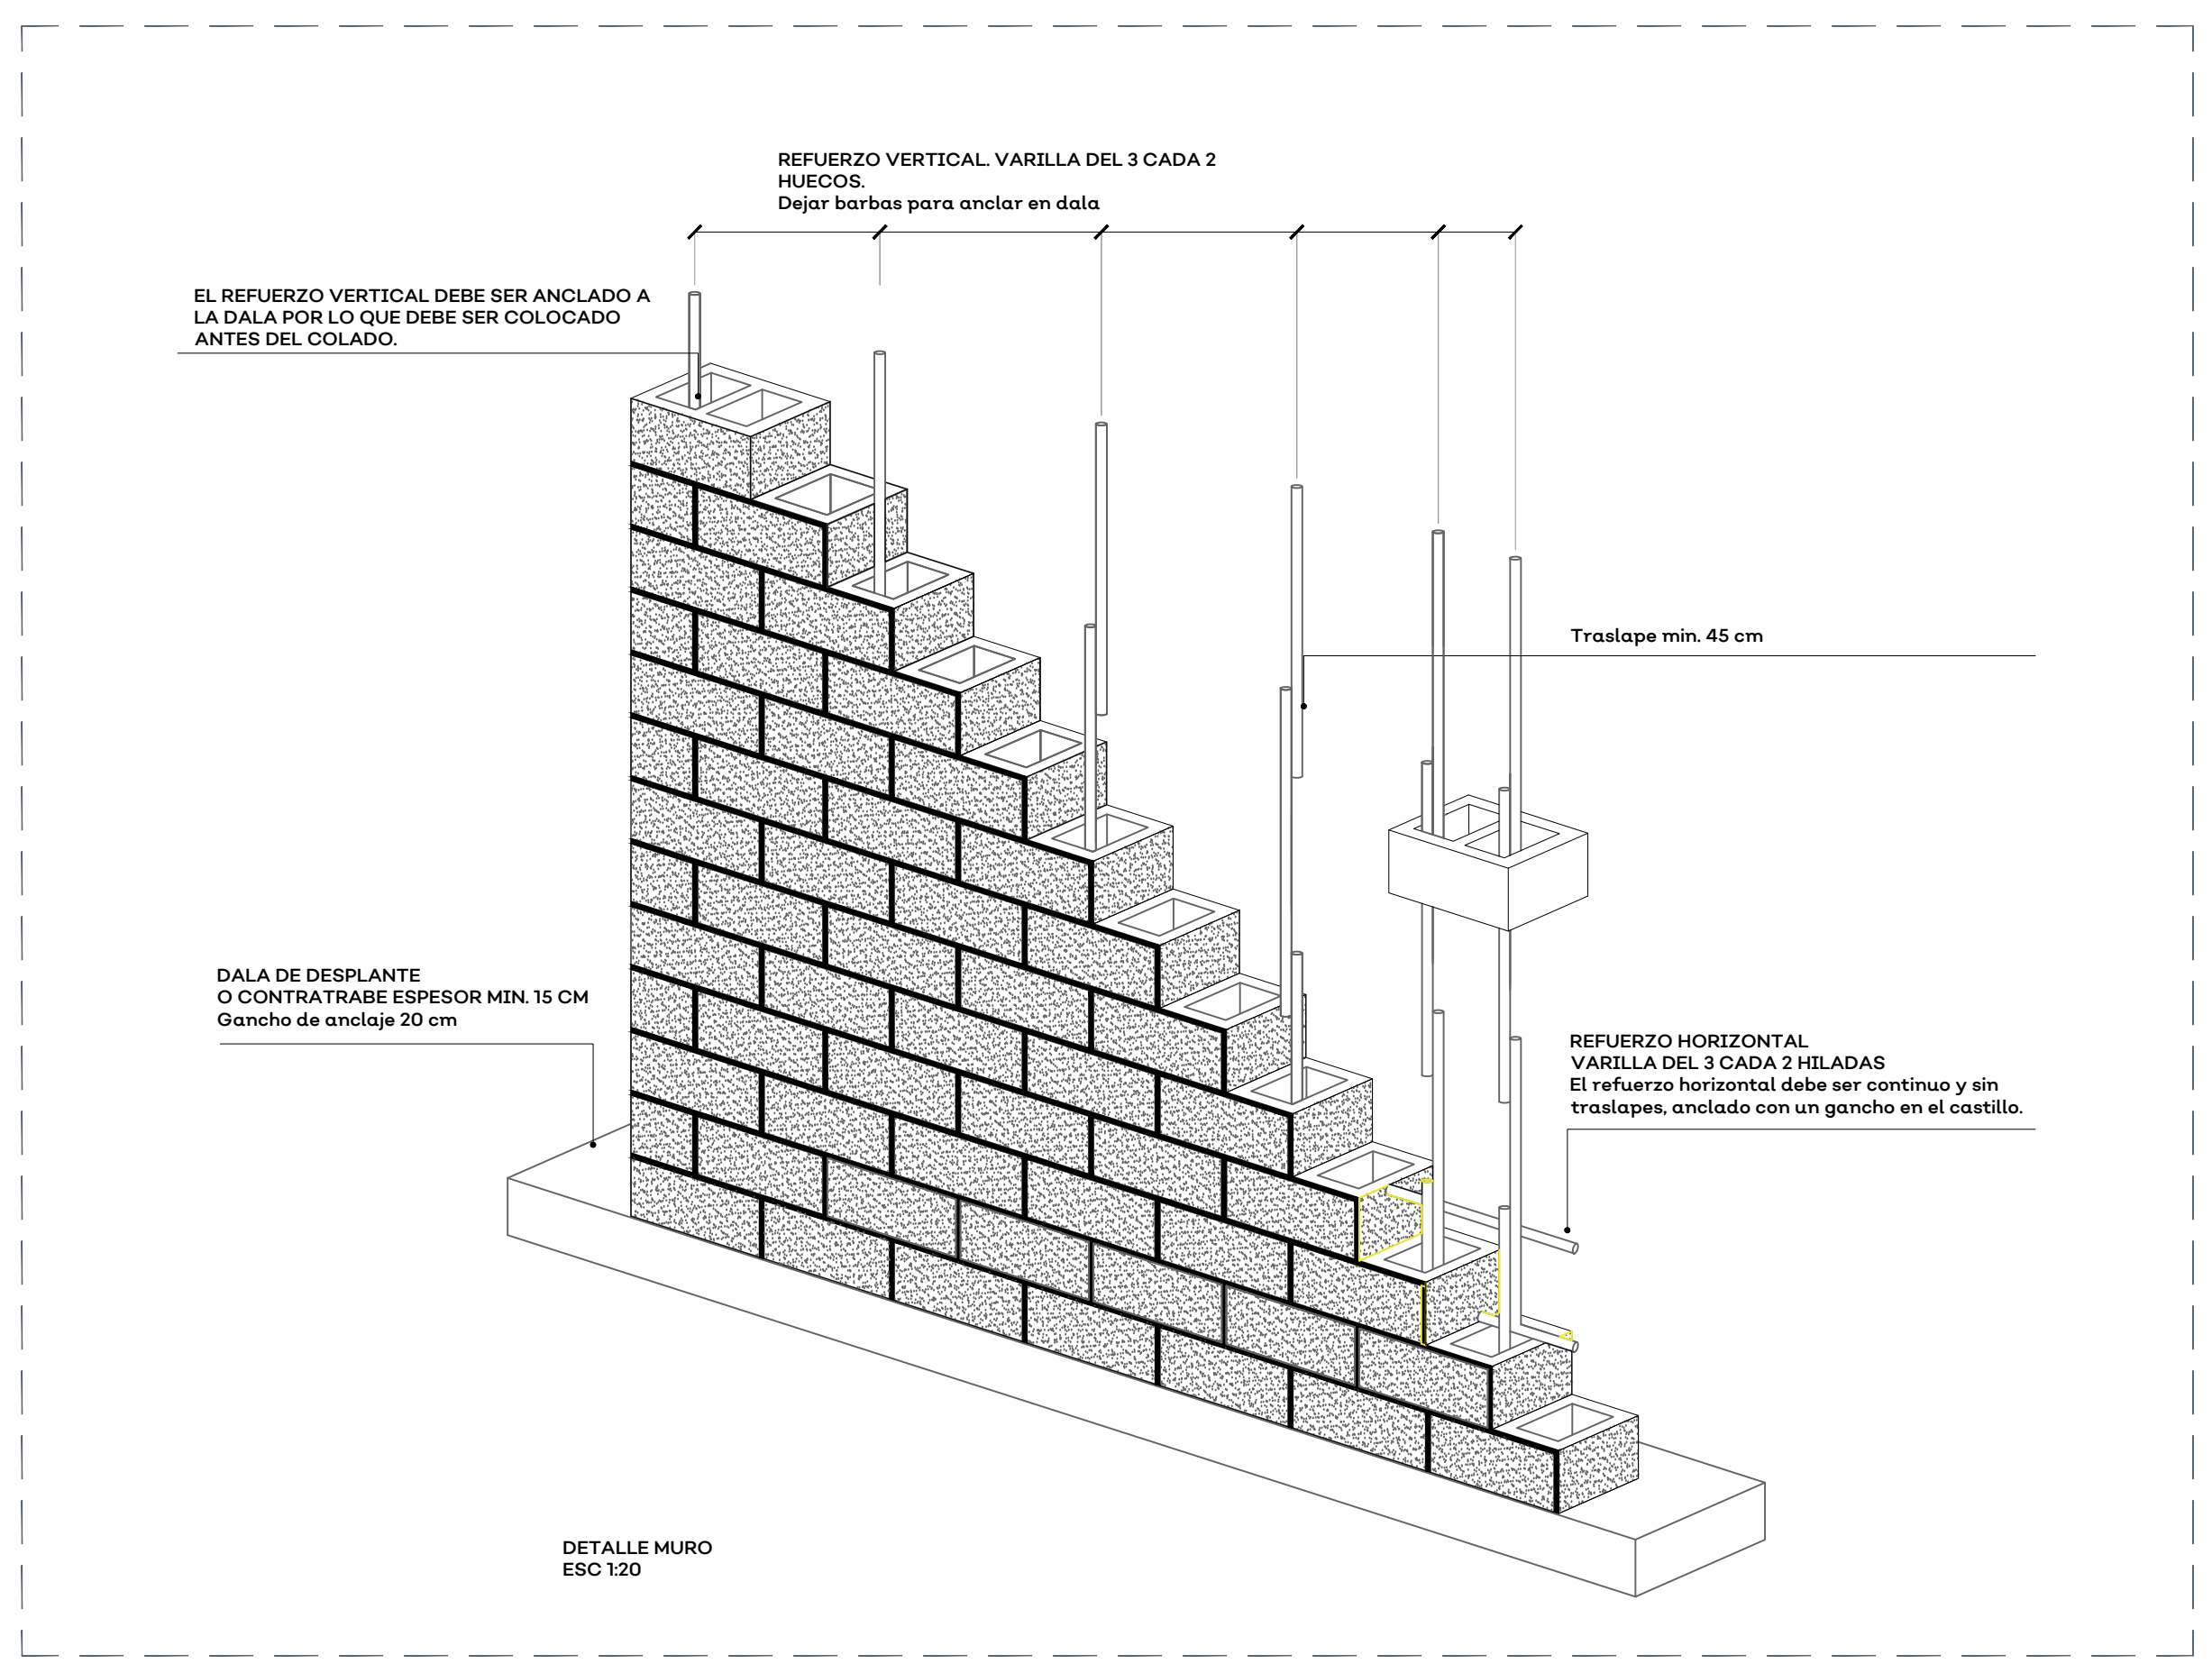 REFUERZO VERTICAL. VARILLA DEL 3 CADA 2
HUECOS.
Dejar barbas para anclar en dala
EL REFUERZO VERTICAL DEBE SER ANCLADO A
LA DALA POR LO QUE DEBE SER COLOCADO
ANTES DEL COLADO.
Traslape min. 45 cm
DALA DE DESPLANTE
O CONTRATRABE ESPESOR MIN. 15 CM
Gancho de anclaje 20 cm
REFUERZO HORIZONTAL
VARILLA DEL 3 CADA 2 HILADAS
El refuerzo horizontal debe ser continuo y sin
traslapes, anclado con un gancho en el castillo.
DETALLE MURO
ESC 1:20